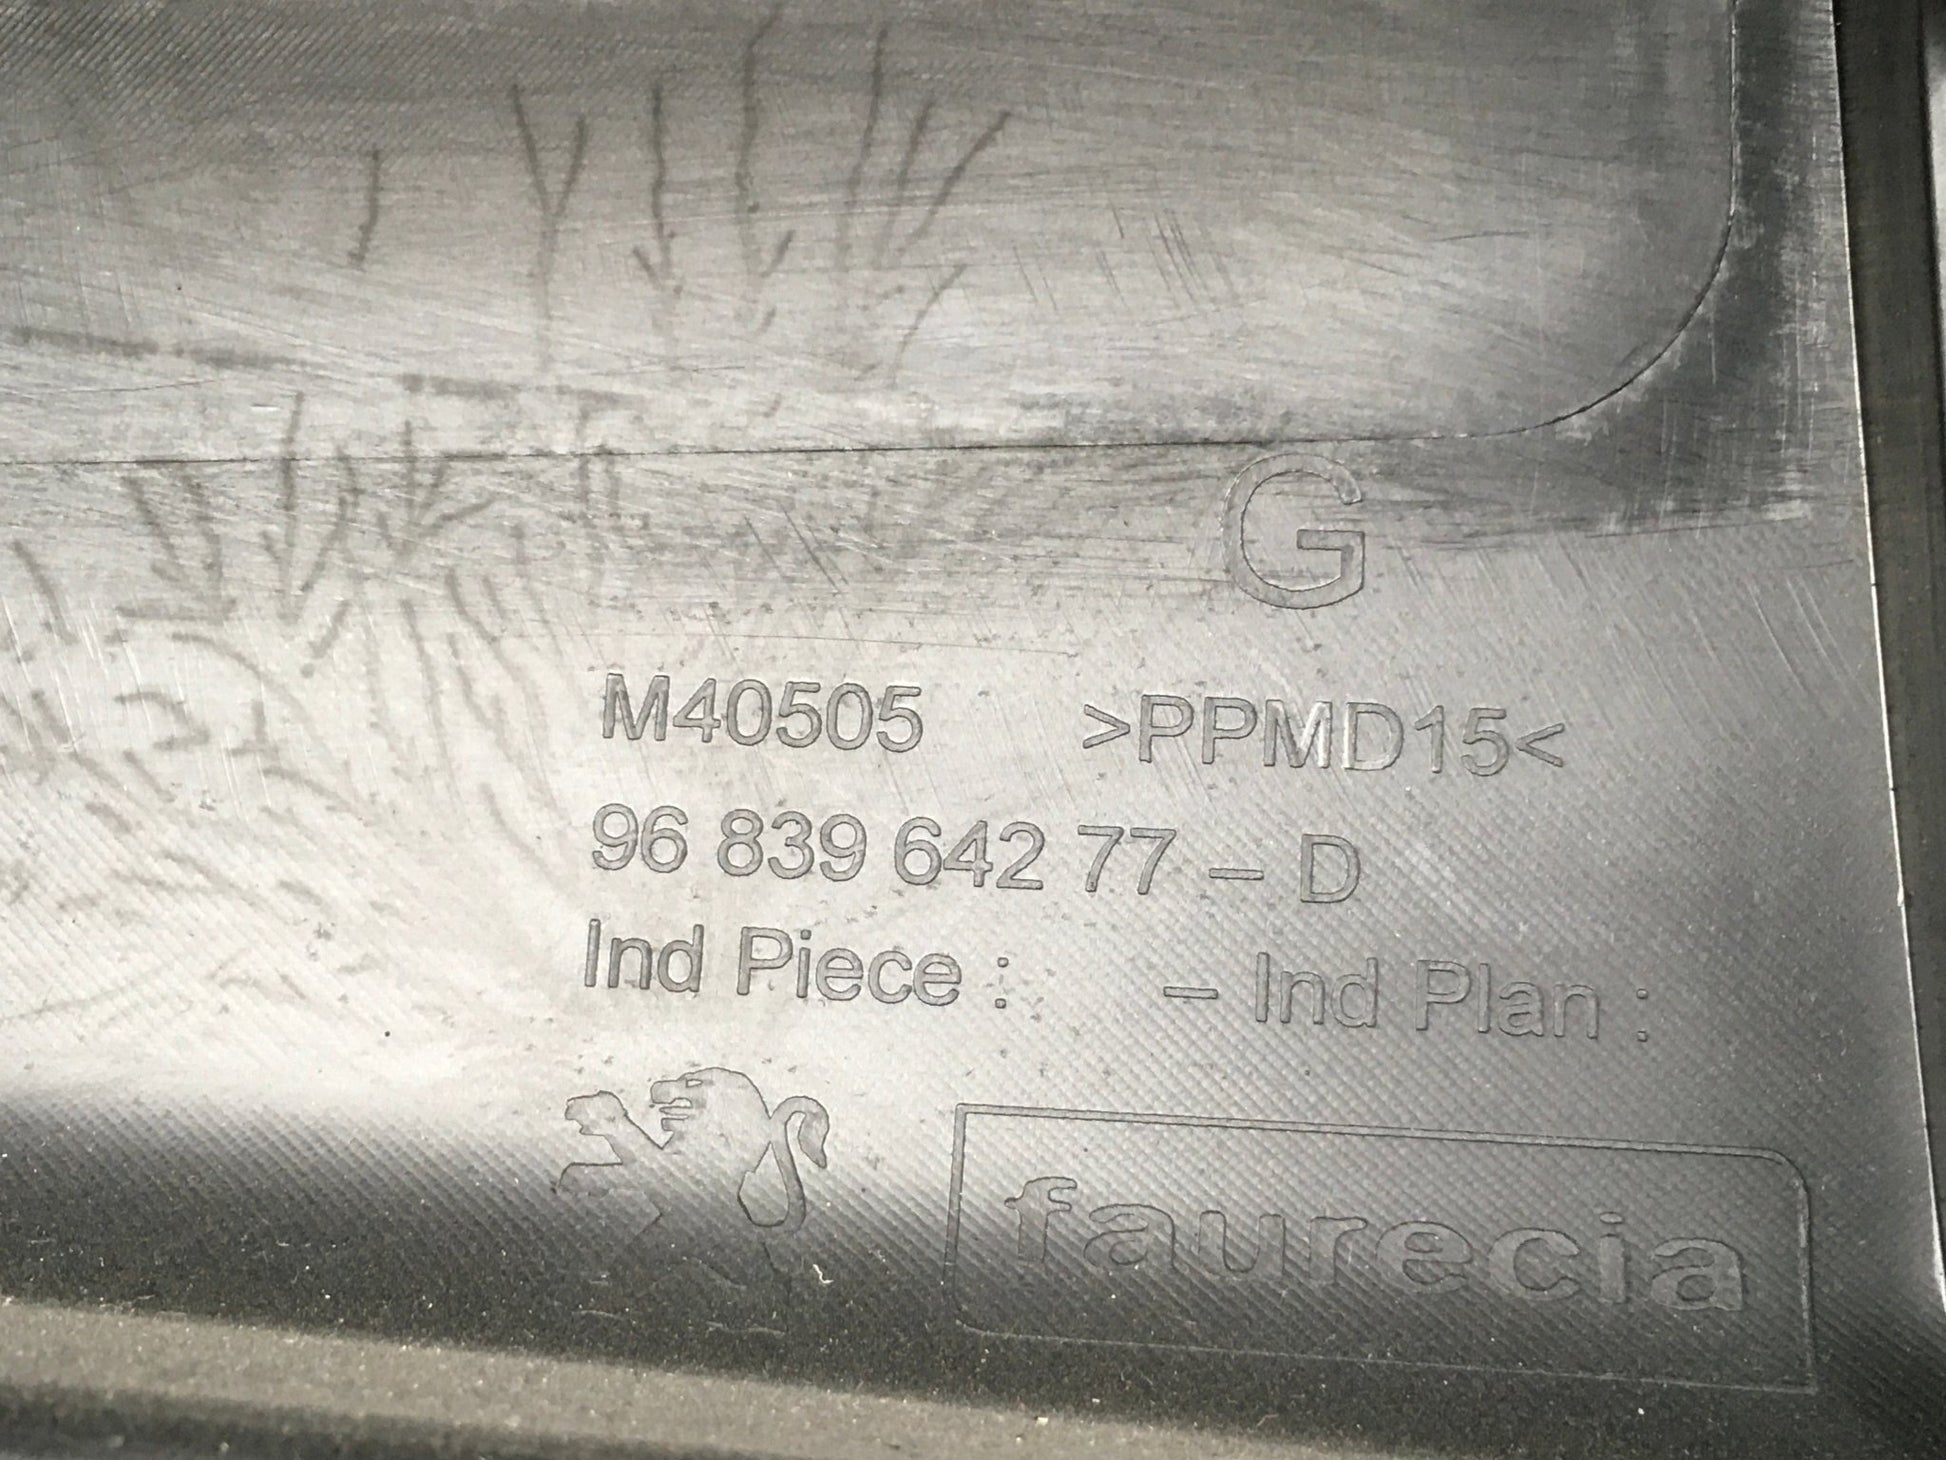 G
M40505 >PPMD15<
96 839 642 77 – D
Ind Piece : – Ind Plan :
faurecia